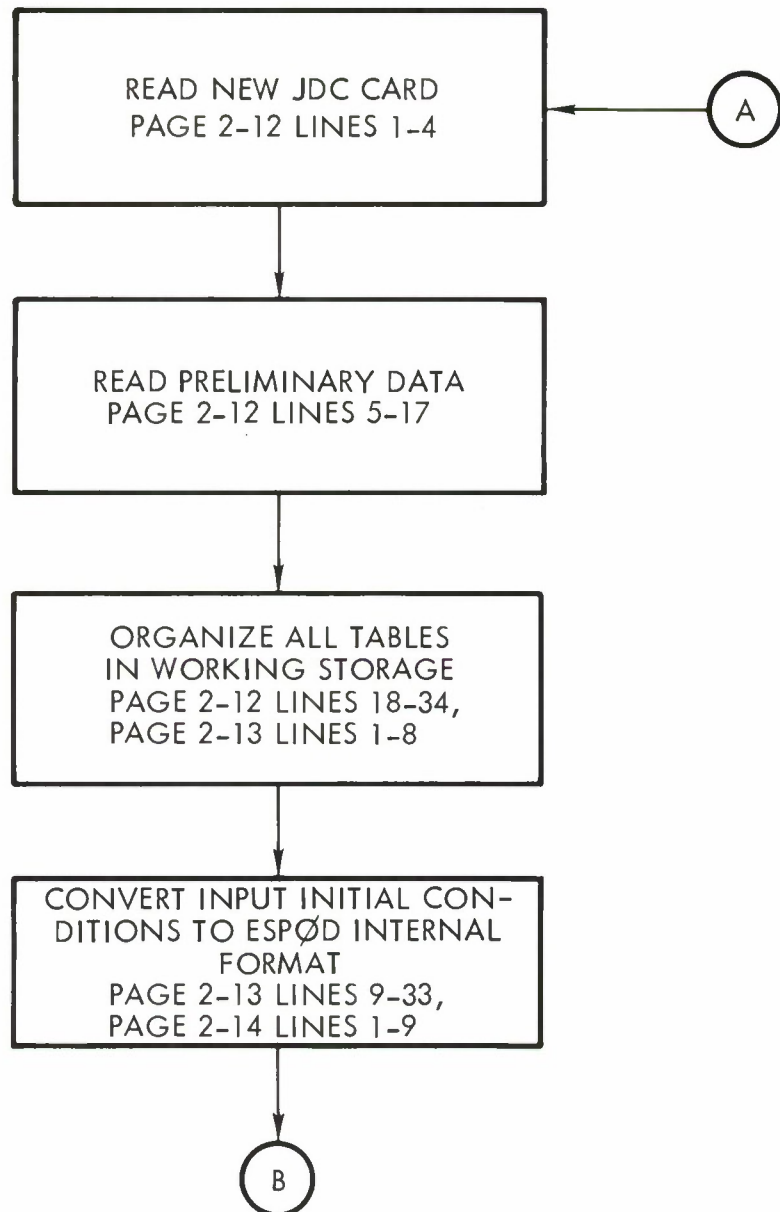 READ NEW JDC CARD
PAGE 2-12 LINES 1-4
A
READ PRELIMINARY DATA
PAGE 2-12 LINES 5-17
ORGANIZE ALL TABLES
IN WORKING STORAGE
PAGE 2-12 LINES 18-34,
PAGE 2-13 LINES 1-8
CONVERT INPUT INITIAL CON-
DITIONS TO ESPØD INTERNAL
FORMAT
PAGE 2-13 LINES 9-33,
PAGE 2-14 LINES 1-9
B